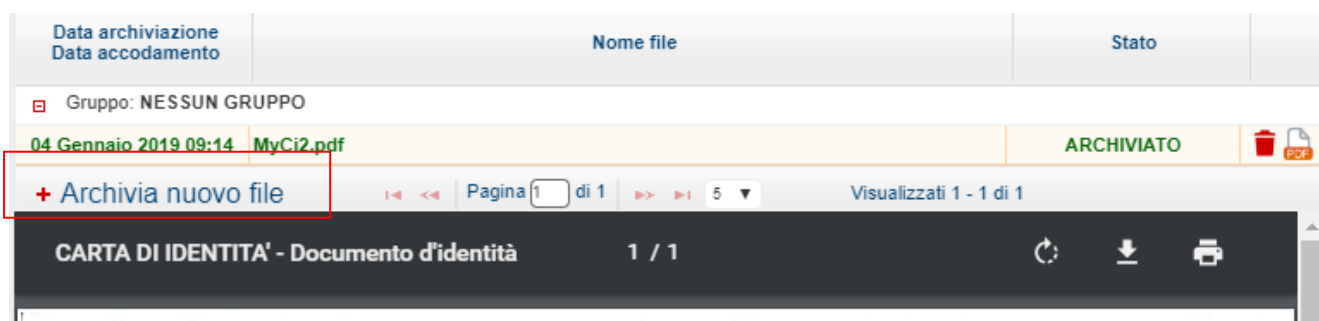 Data archiviazione
Data accodamento
Nome file
Stato
Gruppo: NESSUN GRUPPO
04 Gennaio 2019 09:14 MyCi2.pdf ARCHIVIATO PDF
+ Archivia nuovo file Pagina 1 di 1 5 Visualizzati 1 - 1 di 1
CARTA DI IDENTITA' - Documento d'identità 1 / 1